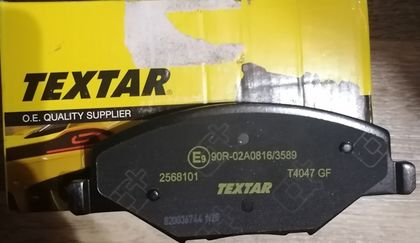 TEXTAR
O.E. QUALITY SUPPLIER
E9 90R-02A0816/3589
2568101
T4047 GF
TEXTAR